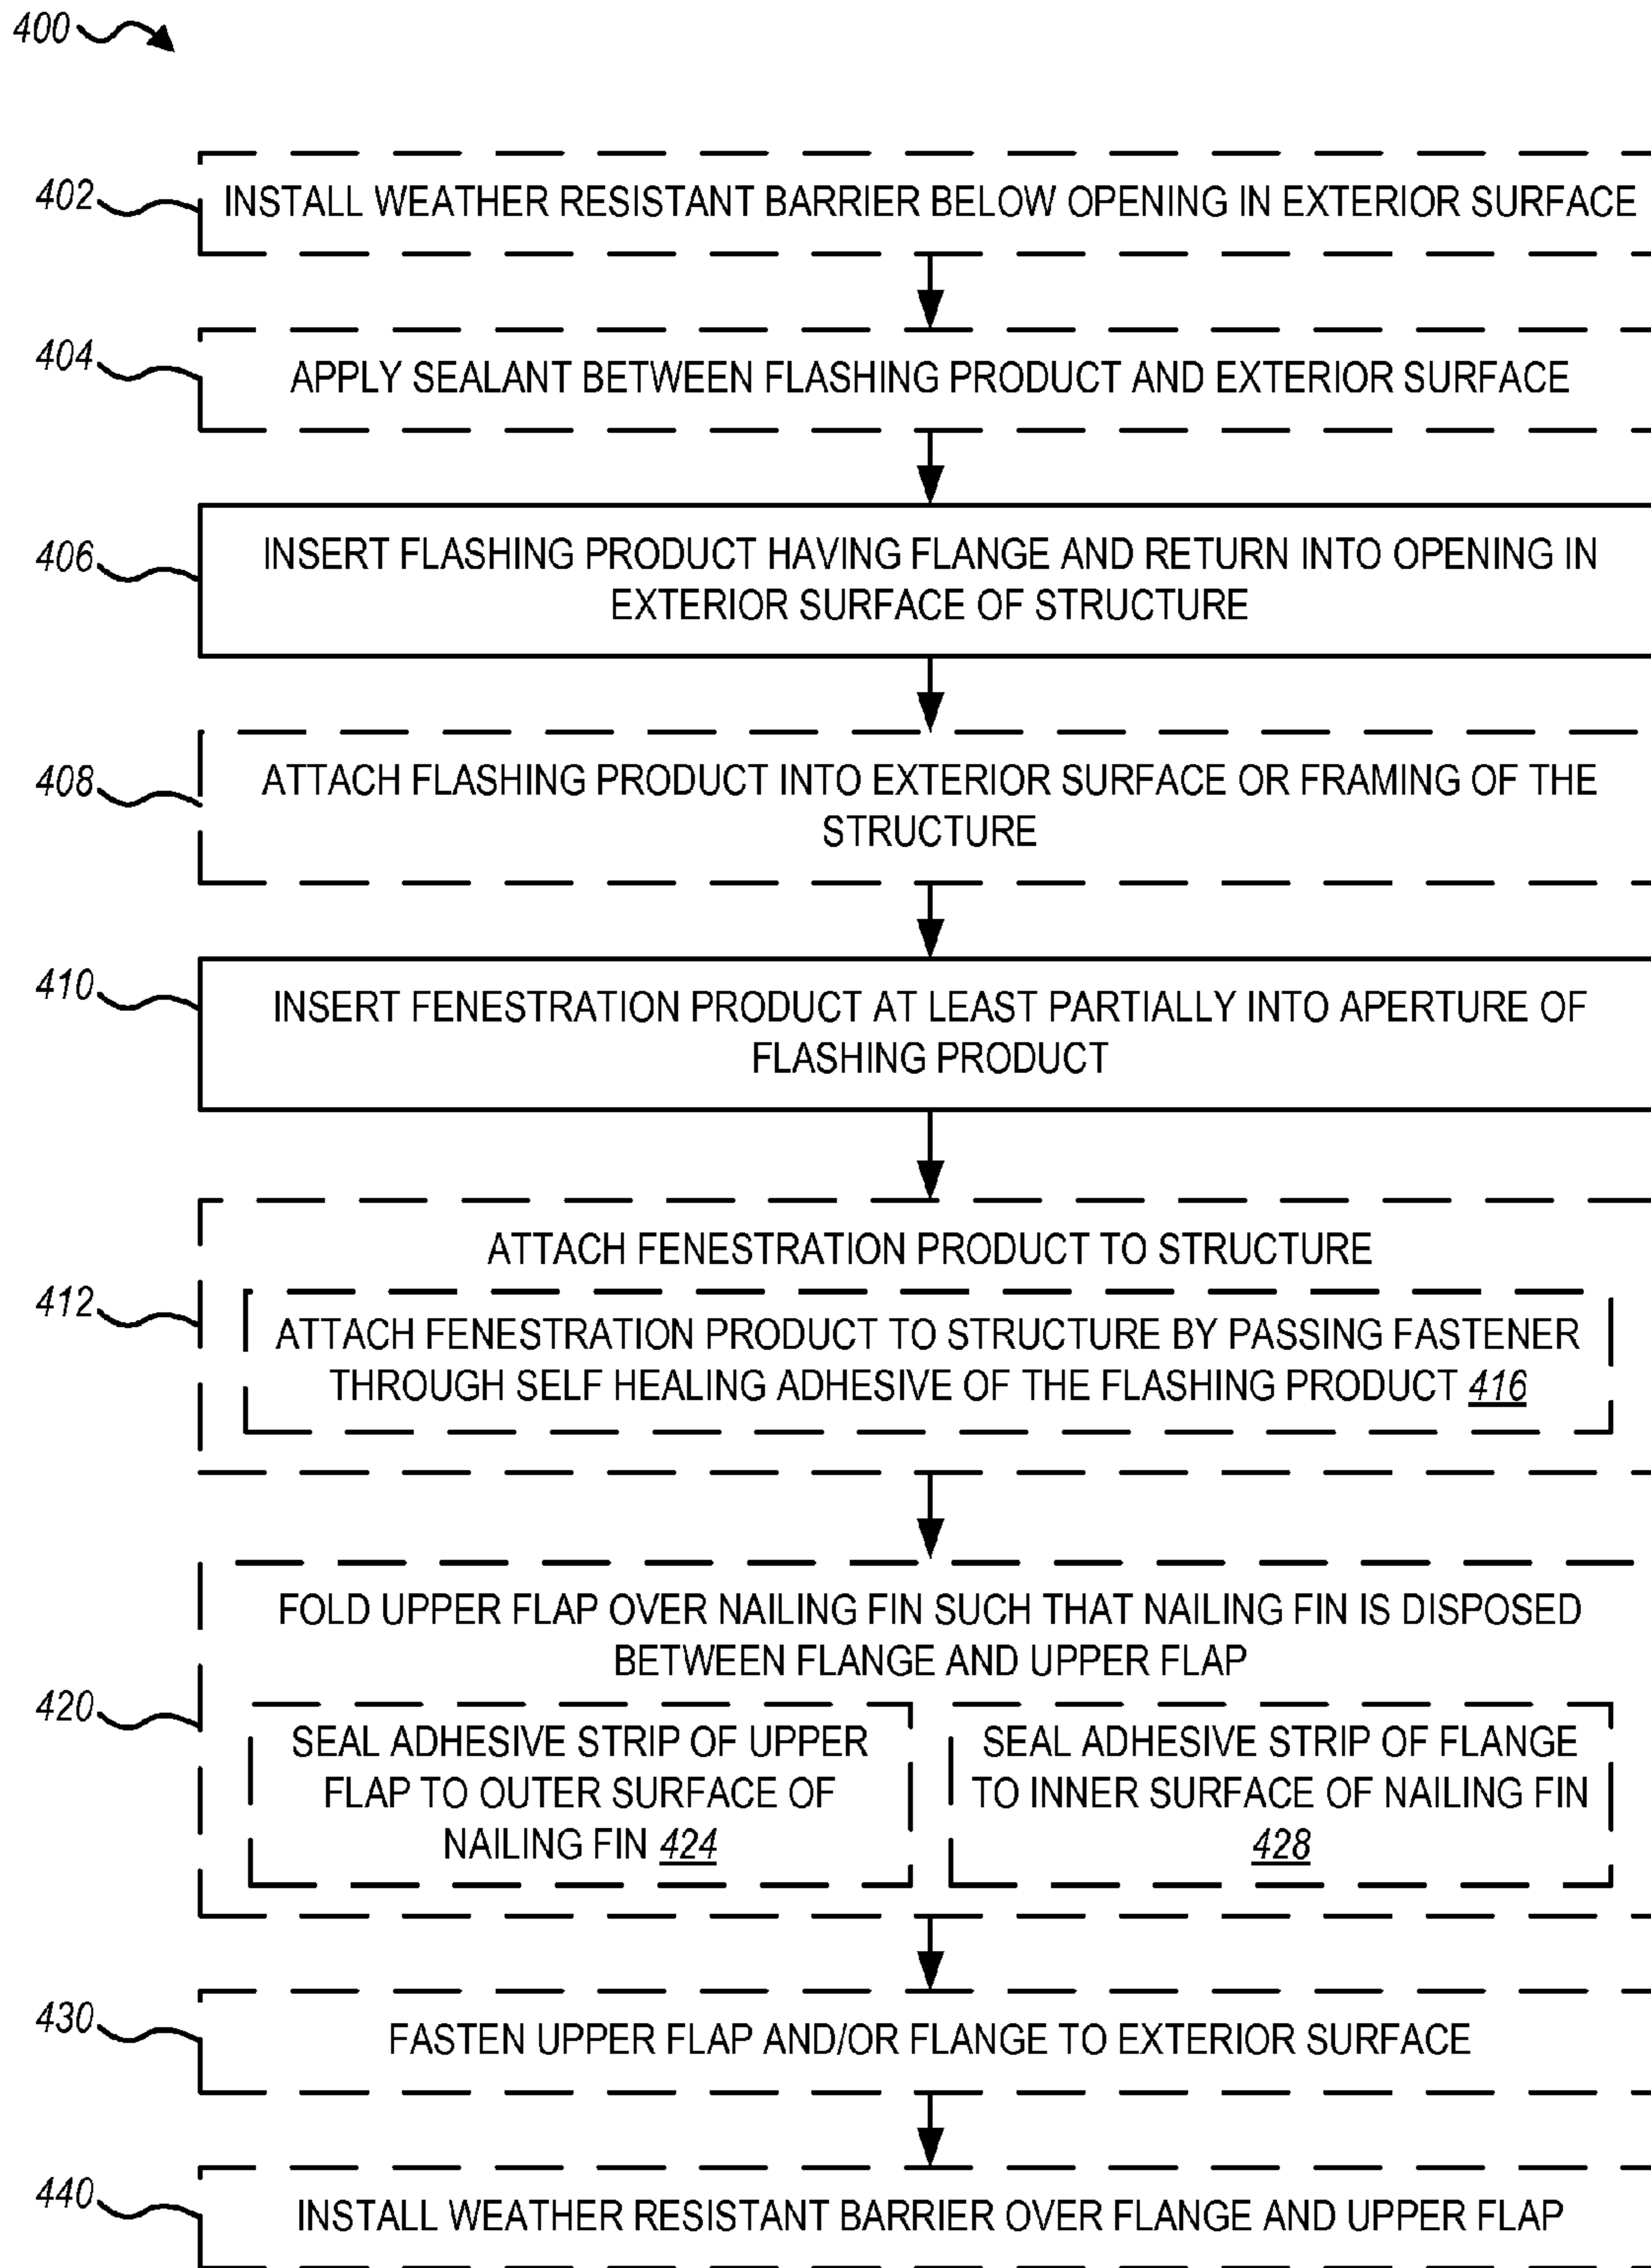 400
402
INSTALL WEATHER RESISTANT BARRIER BELOW OPENING IN EXTERIOR SURFACE
404
APPLY SEALANT BETWEEN FLASHING PRODUCT AND EXTERIOR SURFACE
406
INSERT FLASHING PRODUCT HAVING FLANGE AND RETURN INTO OPENING IN
EXTERIOR SURFACE OF STRUCTURE
408
ATTACH FLASHING PRODUCT INTO EXTERIOR SURFACE OR FRAMING OF THE
STRUCTURE
410
INSERT FENESTRATION PRODUCT AT LEAST PARTIALLY INTO APERTURE OF
FLASHING PRODUCT
412
ATTACH FENESTRATION PRODUCT TO STRUCTURE
ATTACH FENESTRATION PRODUCT TO STRUCTURE BY PASSING FASTENER
THROUGH SELF HEALING ADHESIVE OF THE FLASHING PRODUCT 416
420
FOLD UPPER FLAP OVER NAILING FIN SUCH THAT NAILING FIN IS DISPOSED
BETWEEN FLANGE AND UPPER FLAP
SEAL ADHESIVE STRIP OF UPPER
FLAP TO OUTER SURFACE OF
NAILING FIN 424
SEAL ADHESIVE STRIP OF FLANGE
TO INNER SURFACE OF NAILING FIN
428
430
FASTEN UPPER FLAP AND/OR FLANGE TO EXTERIOR SURFACE
440
INSTALL WEATHER RESISTANT BARRIER OVER FLANGE AND UPPER FLAP